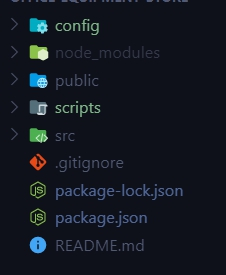 config
node_modules
public
scripts
src
.gitignore
package-lock.json
package.json
README.md